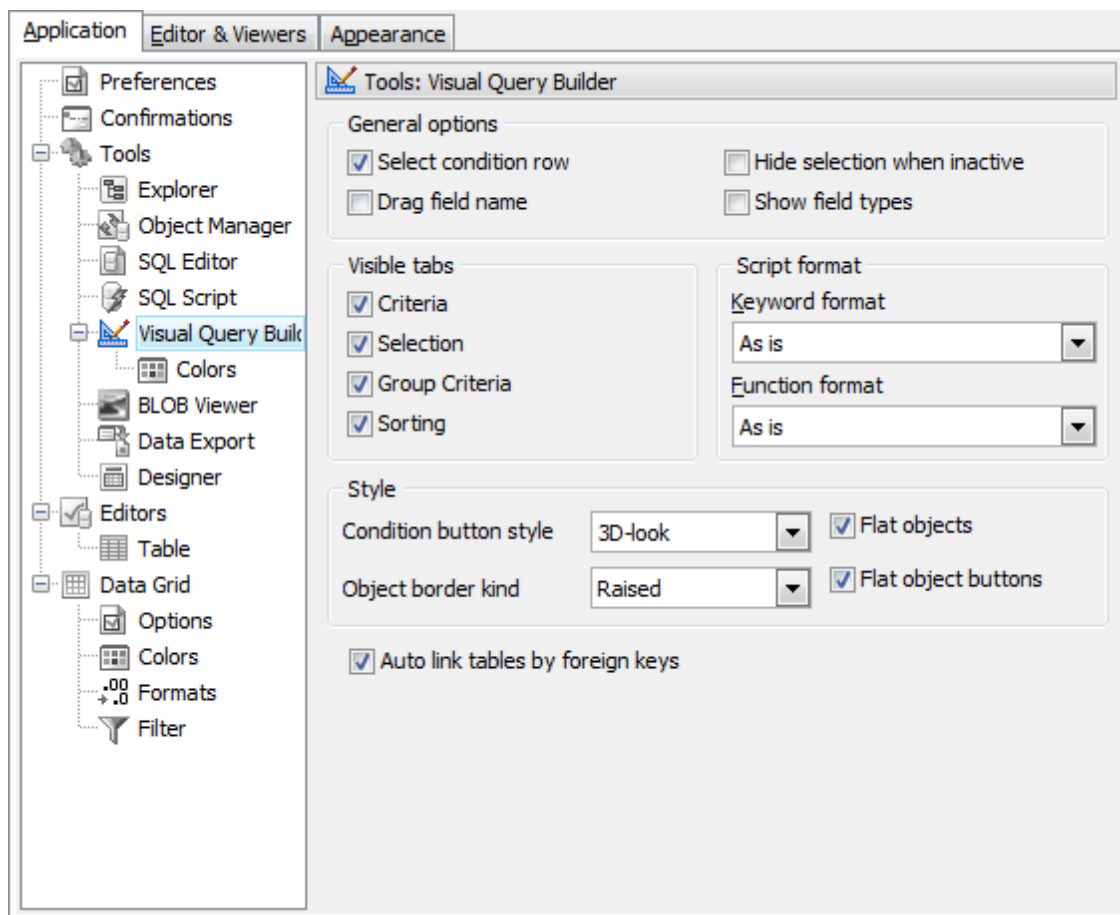 Application
Editor & Viewers
Appearance
Preferences
Confirmations
Tools
Explorer
Object Manager
SQL Editor
SQL Script
Visual Query Build
Colors
BLOB Viewer
Data Export
Designer
Editors
Table
Data Grid
Options
Colors
.00 .0 Formats
Filter
Tools: Visual Query Builder
General options
Select condition row
Hide selection when inactive
Drag field name
Show field types
Visible tabs
Criteria
Selection
Group Criteria
Sorting
Script format
Keyword format
As is
Function format
As is
Style
Condition button style
3D-look
Flat objects
Object border kind
Raised
Flat object buttons
Auto link tables by foreign keys